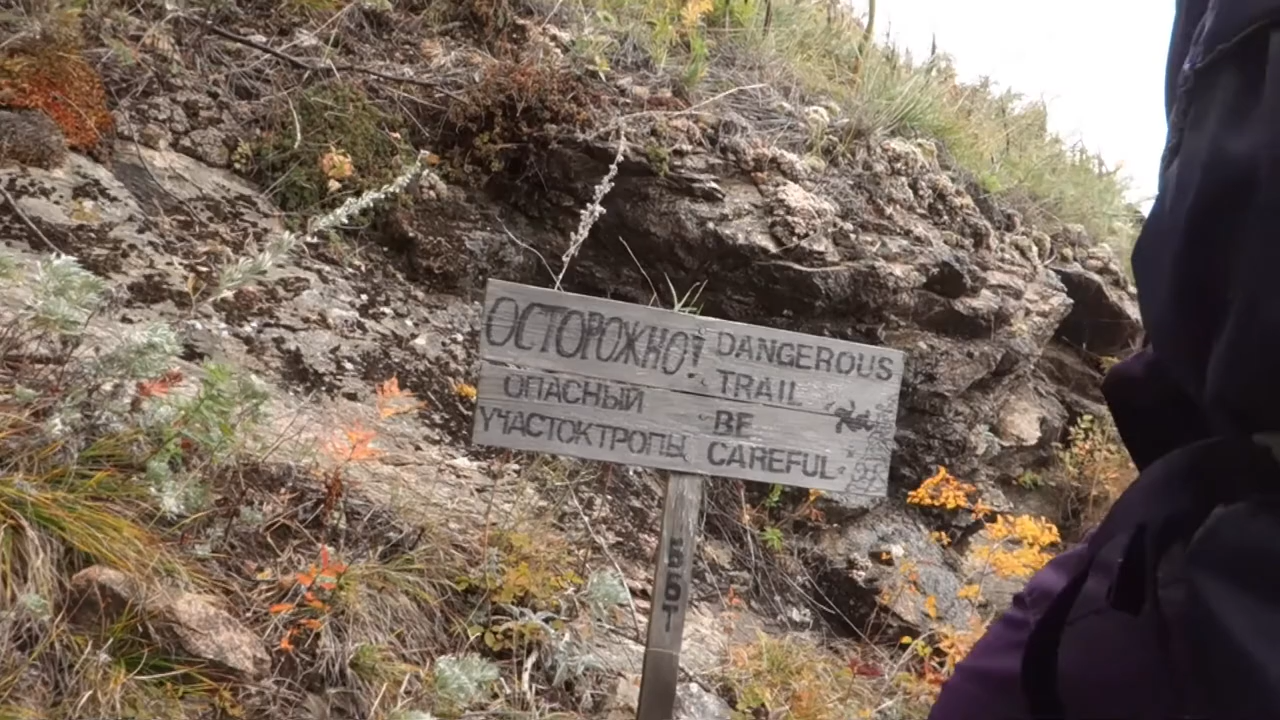 ОСТОРОЖНО!
ОПАСНЫЙ
УЧАСТОК ТРОПЫ
DANGEROUS
TRAIL
BE
CAREFUL
ББТ